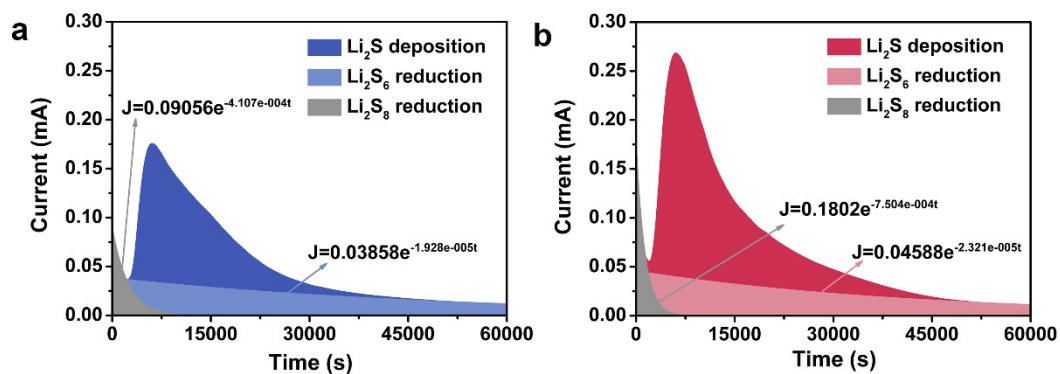 a
0.30
0.25
0.20
0.15
0.10
0.05
0.00
Current (mA)
Li₂S deposition
Li₂S₆ reduction
Li₂S₈ reduction
J=0.09056e^-4.107e-004t
J=0.03858e^-1.928e-005t
0 15000 30000 45000 60000
Time (s)
b
0.30
0.25
0.20
0.15
0.10
0.05
0.00
Current (mA)
Li₂S deposition
Li₂S₆ reduction
Li₂S₈ reduction
J=0.1802e^-7.504e-004t
J=0.04588e^-2.321e-005t
0 15000 30000 45000 60000
Time (s)